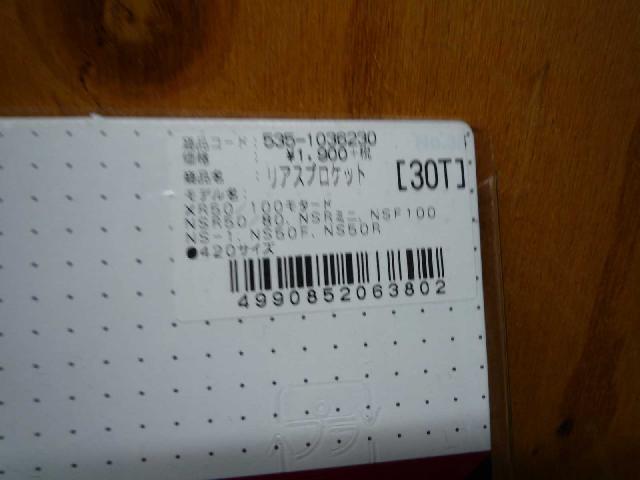 商品コード: 535-1036230
価格 : ¥1,900+税
商品名 : リアスプロケット [30T]
モデル名:
XR50/100モタード
NSR50/80、NSRミニ、NSF100
NS-1、NS50F、NS50R
●420サイズ
4990852063802
プラ